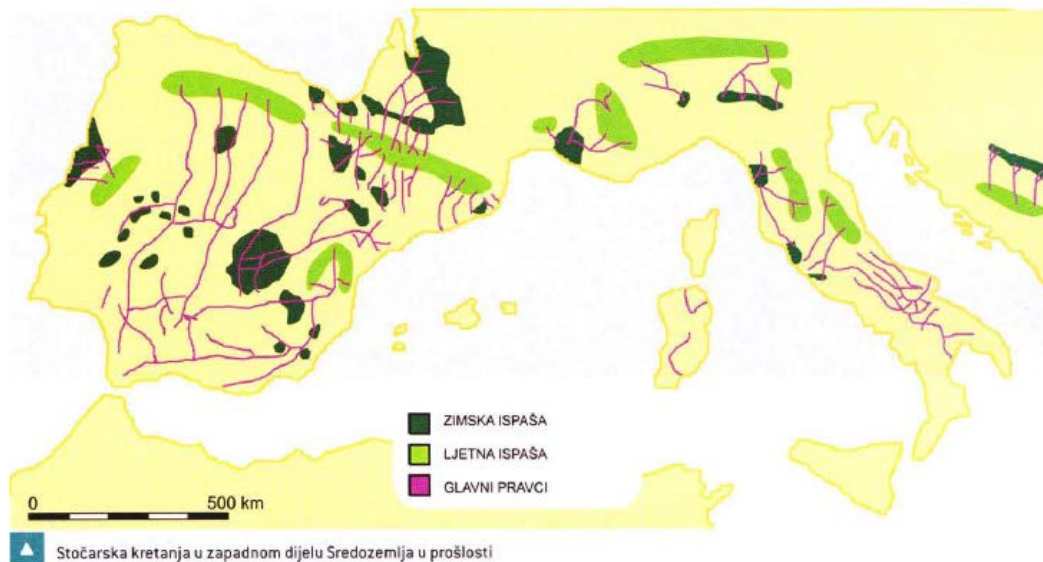 ZIMSKA ISPAŠA
LJETNA ISPAŠA
GLAVNI PRAVCI
0 500 km
Stočarska kretanja u zapadnom dijelu Sredozemlja u prošlosti